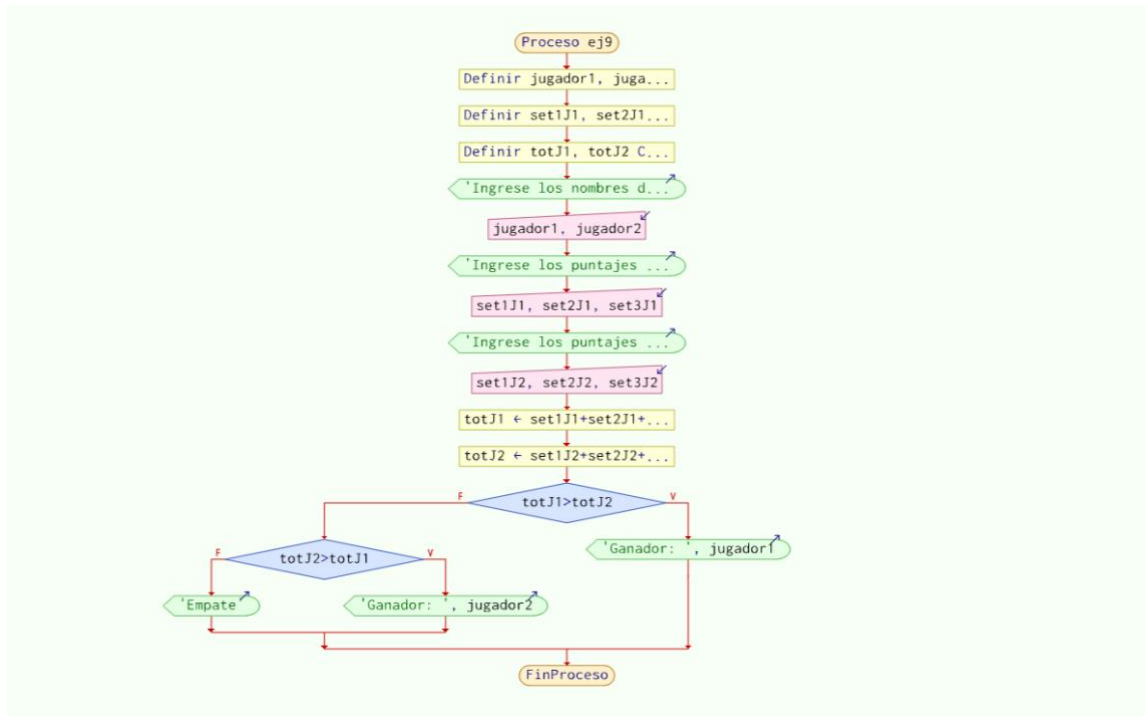 Proceso ej9
Definir jugador1, juga...
Definir set1J1, set2J1...
Definir totJ1, totJ2 C...
'Ingrese los nombres d...
jugador1, jugador2
'Ingrese los puntajes ...
set1J1, set2J1, set3J1
'Ingrese los puntajes ...
set1J2, set2J2, set3J2
totJ1 ← set1J1+set2J1+...
totJ2 ← set1J2+set2J2+...
F
totJ1>totJ2
V
'Ganador: ', jugador1
F
totJ2>totJ1
V
'Empate'
'Ganador: ', jugador2
FinProceso